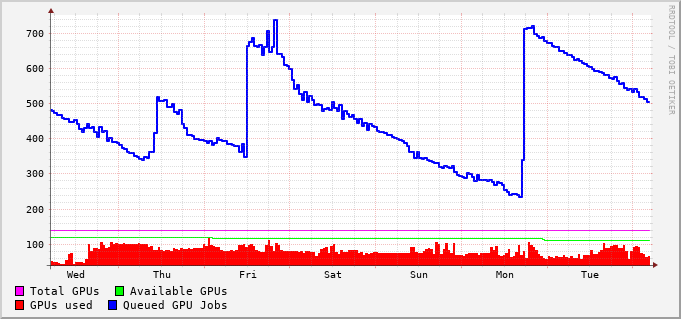 RRDTOOL / TOBI OETIKER
700
600
500
400
300
200
100
Wed Thu Fri Sat Sun Mon Tue
Total GPUs Available GPUs
GPUs used Queued GPU Jobs